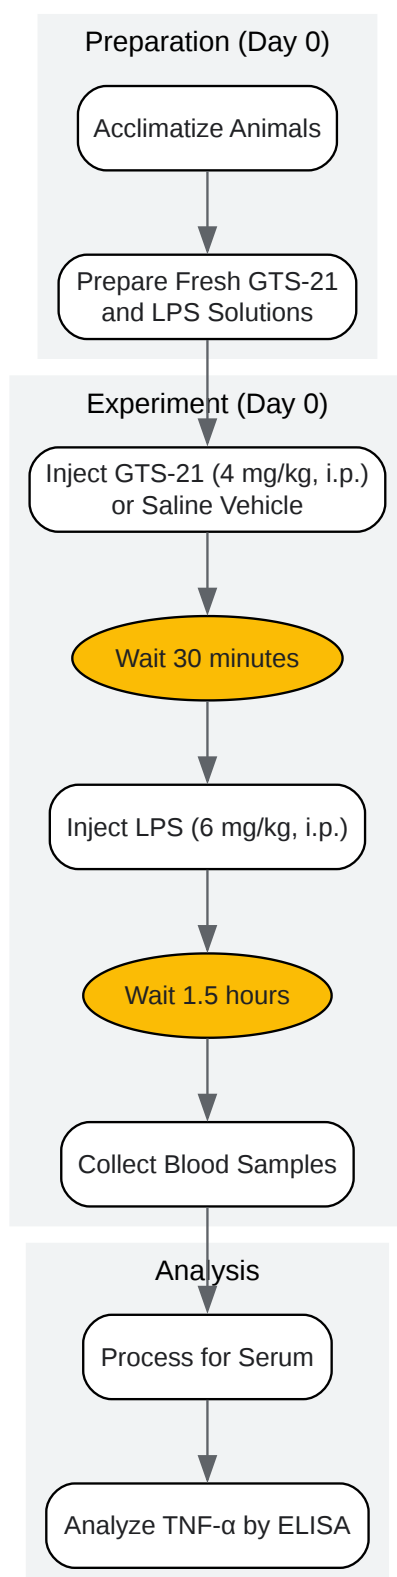 Preparation (Day 0)
Acclimatize Animals
Prepare Fresh GTS-21
and LPS Solutions
Experiment (Day 0)
Inject GTS-21 (4 mg/kg, i.p.)
or Saline Vehicle
Wait 30 minutes
Inject LPS (6 mg/kg, i.p.)
Wait 1.5 hours
Collect Blood Samples
Analysis
Process for Serum
Analyze TNF-α by ELISA